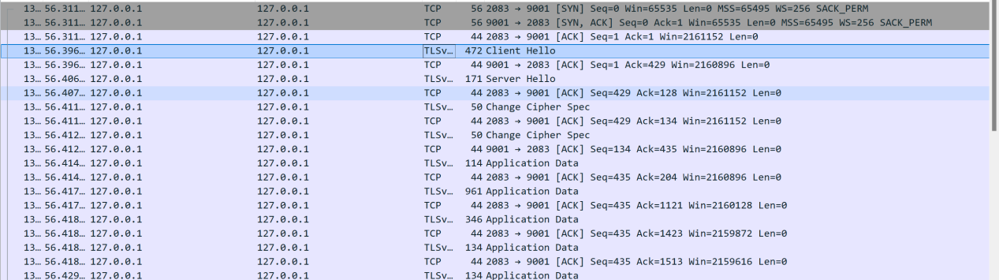 13… 56.311… 127.0.0.1 127.0.0.1 TCP 56 2083 → 9001 [SYN] Seq=0 Win=65535 Len=0 MSS=65495 WS=256 SACK_PERM
13… 56.311… 127.0.0.1 127.0.0.1 TCP 56 9001 → 2083 [SYN, ACK] Seq=0 Ack=1 Win=65535 Len=0 MSS=65495 WS=256 SACK_PERM
13… 56.311… 127.0.0.1 127.0.0.1 TCP 44 2083 → 9001 [ACK] Seq=1 Ack=1 Win=2161152 Len=0
13… 56.396… 127.0.0.1 127.0.0.1 TLSv… 472 Client Hello
13… 56.396… 127.0.0.1 127.0.0.1 TCP 44 9001 → 2083 [ACK] Seq=1 Ack=429 Win=2160896 Len=0
13… 56.406… 127.0.0.1 127.0.0.1 TLSv… 171 Server Hello
13… 56.407… 127.0.0.1 127.0.0.1 TCP 44 2083 → 9001 [ACK] Seq=429 Ack=128 Win=2161152 Len=0
13… 56.411… 127.0.0.1 127.0.0.1 TLSv… 50 Change Cipher Spec
13… 56.411… 127.0.0.1 127.0.0.1 TCP 44 2083 → 9001 [ACK] Seq=429 Ack=134 Win=2161152 Len=0
13… 56.412… 127.0.0.1 127.0.0.1 TLSv… 50 Change Cipher Spec
13… 56.412… 127.0.0.1 127.0.0.1 TCP 44 9001 → 2083 [ACK] Seq=134 Ack=435 Win=2160896 Len=0
13… 56.414… 127.0.0.1 127.0.0.1 TLSv… 114 Application Data
13… 56.414… 127.0.0.1 127.0.0.1 TCP 44 2083 → 9001 [ACK] Seq=435 Ack=204 Win=2160896 Len=0
13… 56.417… 127.0.0.1 127.0.0.1 TLSv… 961 Application Data
13… 56.417… 127.0.0.1 127.0.0.1 TCP 44 2083 → 9001 [ACK] Seq=435 Ack=1121 Win=2160128 Len=0
13… 56.418… 127.0.0.1 127.0.0.1 TLSv… 346 Application Data
13… 56.418… 127.0.0.1 127.0.0.1 TCP 44 2083 → 9001 [ACK] Seq=435 Ack=1423 Win=2159872 Len=0
13… 56.418… 127.0.0.1 127.0.0.1 TLSv… 134 Application Data
13… 56.418… 127.0.0.1 127.0.0.1 TCP 44 2083 → 9001 [ACK] Seq=435 Ack=1513 Win=2159616 Len=0
13… 56.429… 127.0.0.1 127.0.0.1 TLSv… 134 Application Data